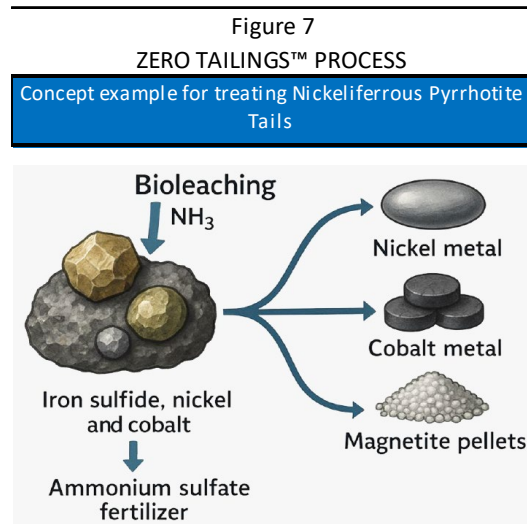 Figure 7
ZERO TAILINGS™ PROCESS
Concept example for treating Nickeliferrous Pyrrhotite
Tails
Bioleaching
NH₃
Iron sulfide, nickel
and cobalt
Ammonium sulfate
fertilizer
Nickel metal
Cobalt metal
Magnetite pellets